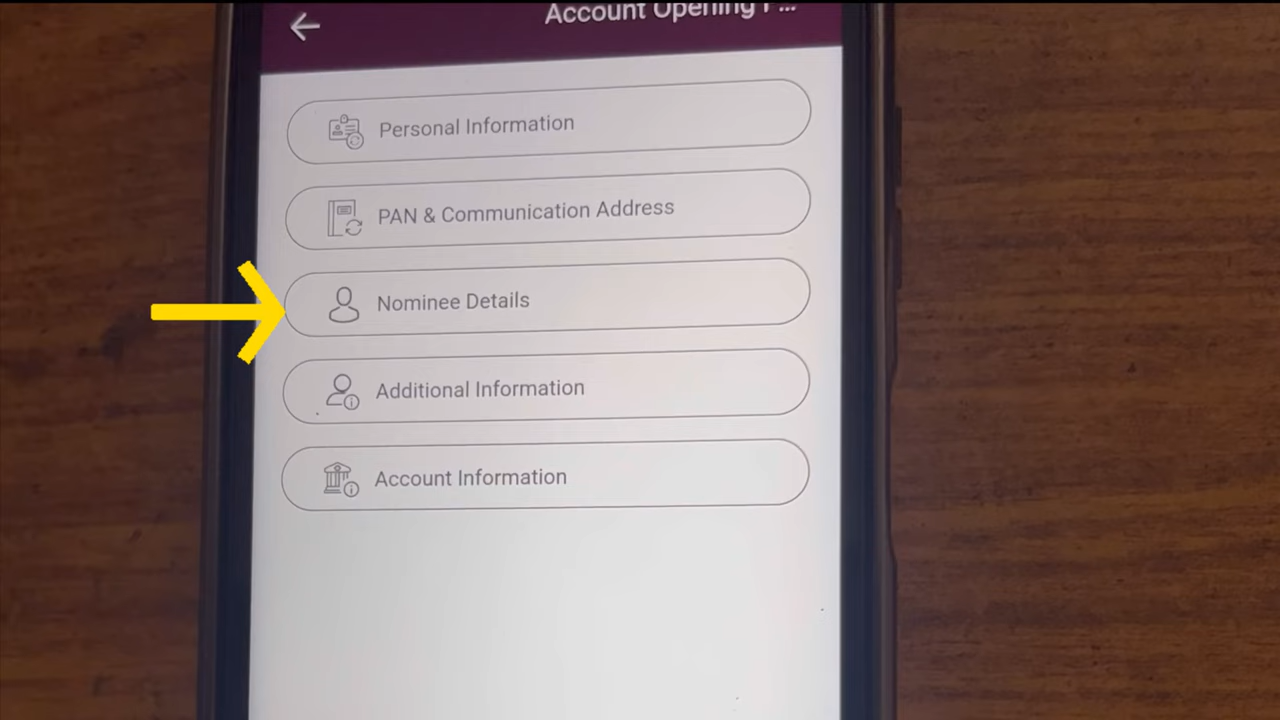 Account Opening
Personal Information
PAN & Communication Address
Nominee Details
Additional Information
Account Information